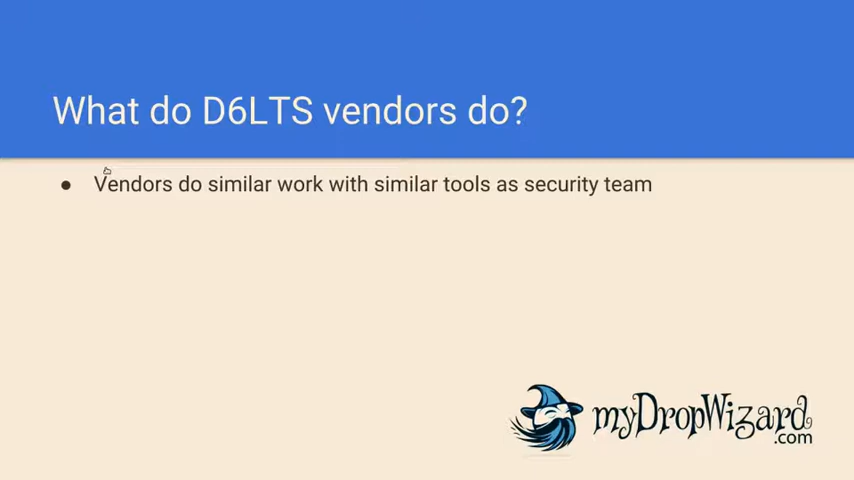 What do D6LTS vendors do?
● Vendors do similar work with similar tools as security team
myDropWizard
.com